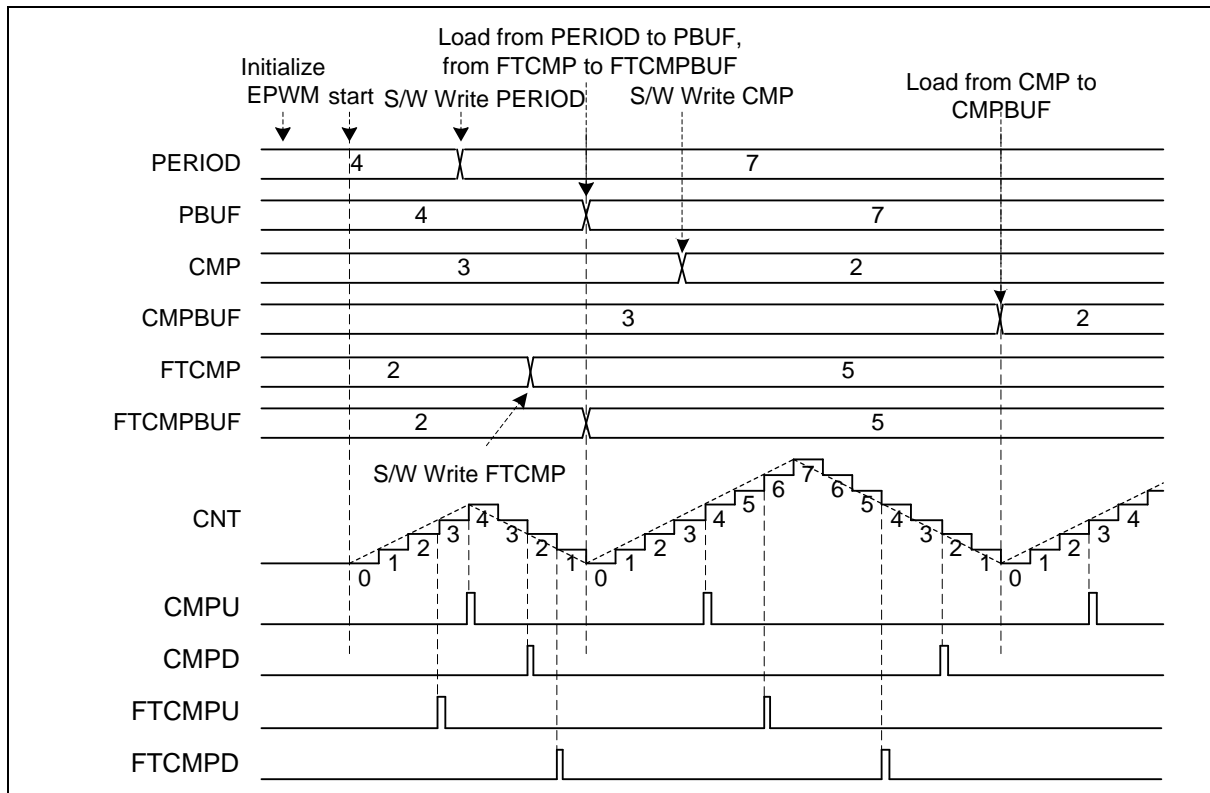 Load from PERIOD to PBUF,
from FTCMP to FTCMPBUF
Initialize
EPWM
start
S/W Write PERIOD
S/W Write CMP
Load from CMP to
CMPBUF
PERIOD 4 7
PBUF 4 7
CMP 3 2
CMPBUF 3 2
FTCMP 2 5
FTCMPBUF 2 5
S/W Write FTCMP
CNT 0 1 2 3 4 3 2 1 0 1 2 3 4 5 6 7 6 5 4 3 2 1 0 1 2 3 4
CMPU
CMPD
FTCMPU
FTCMPD